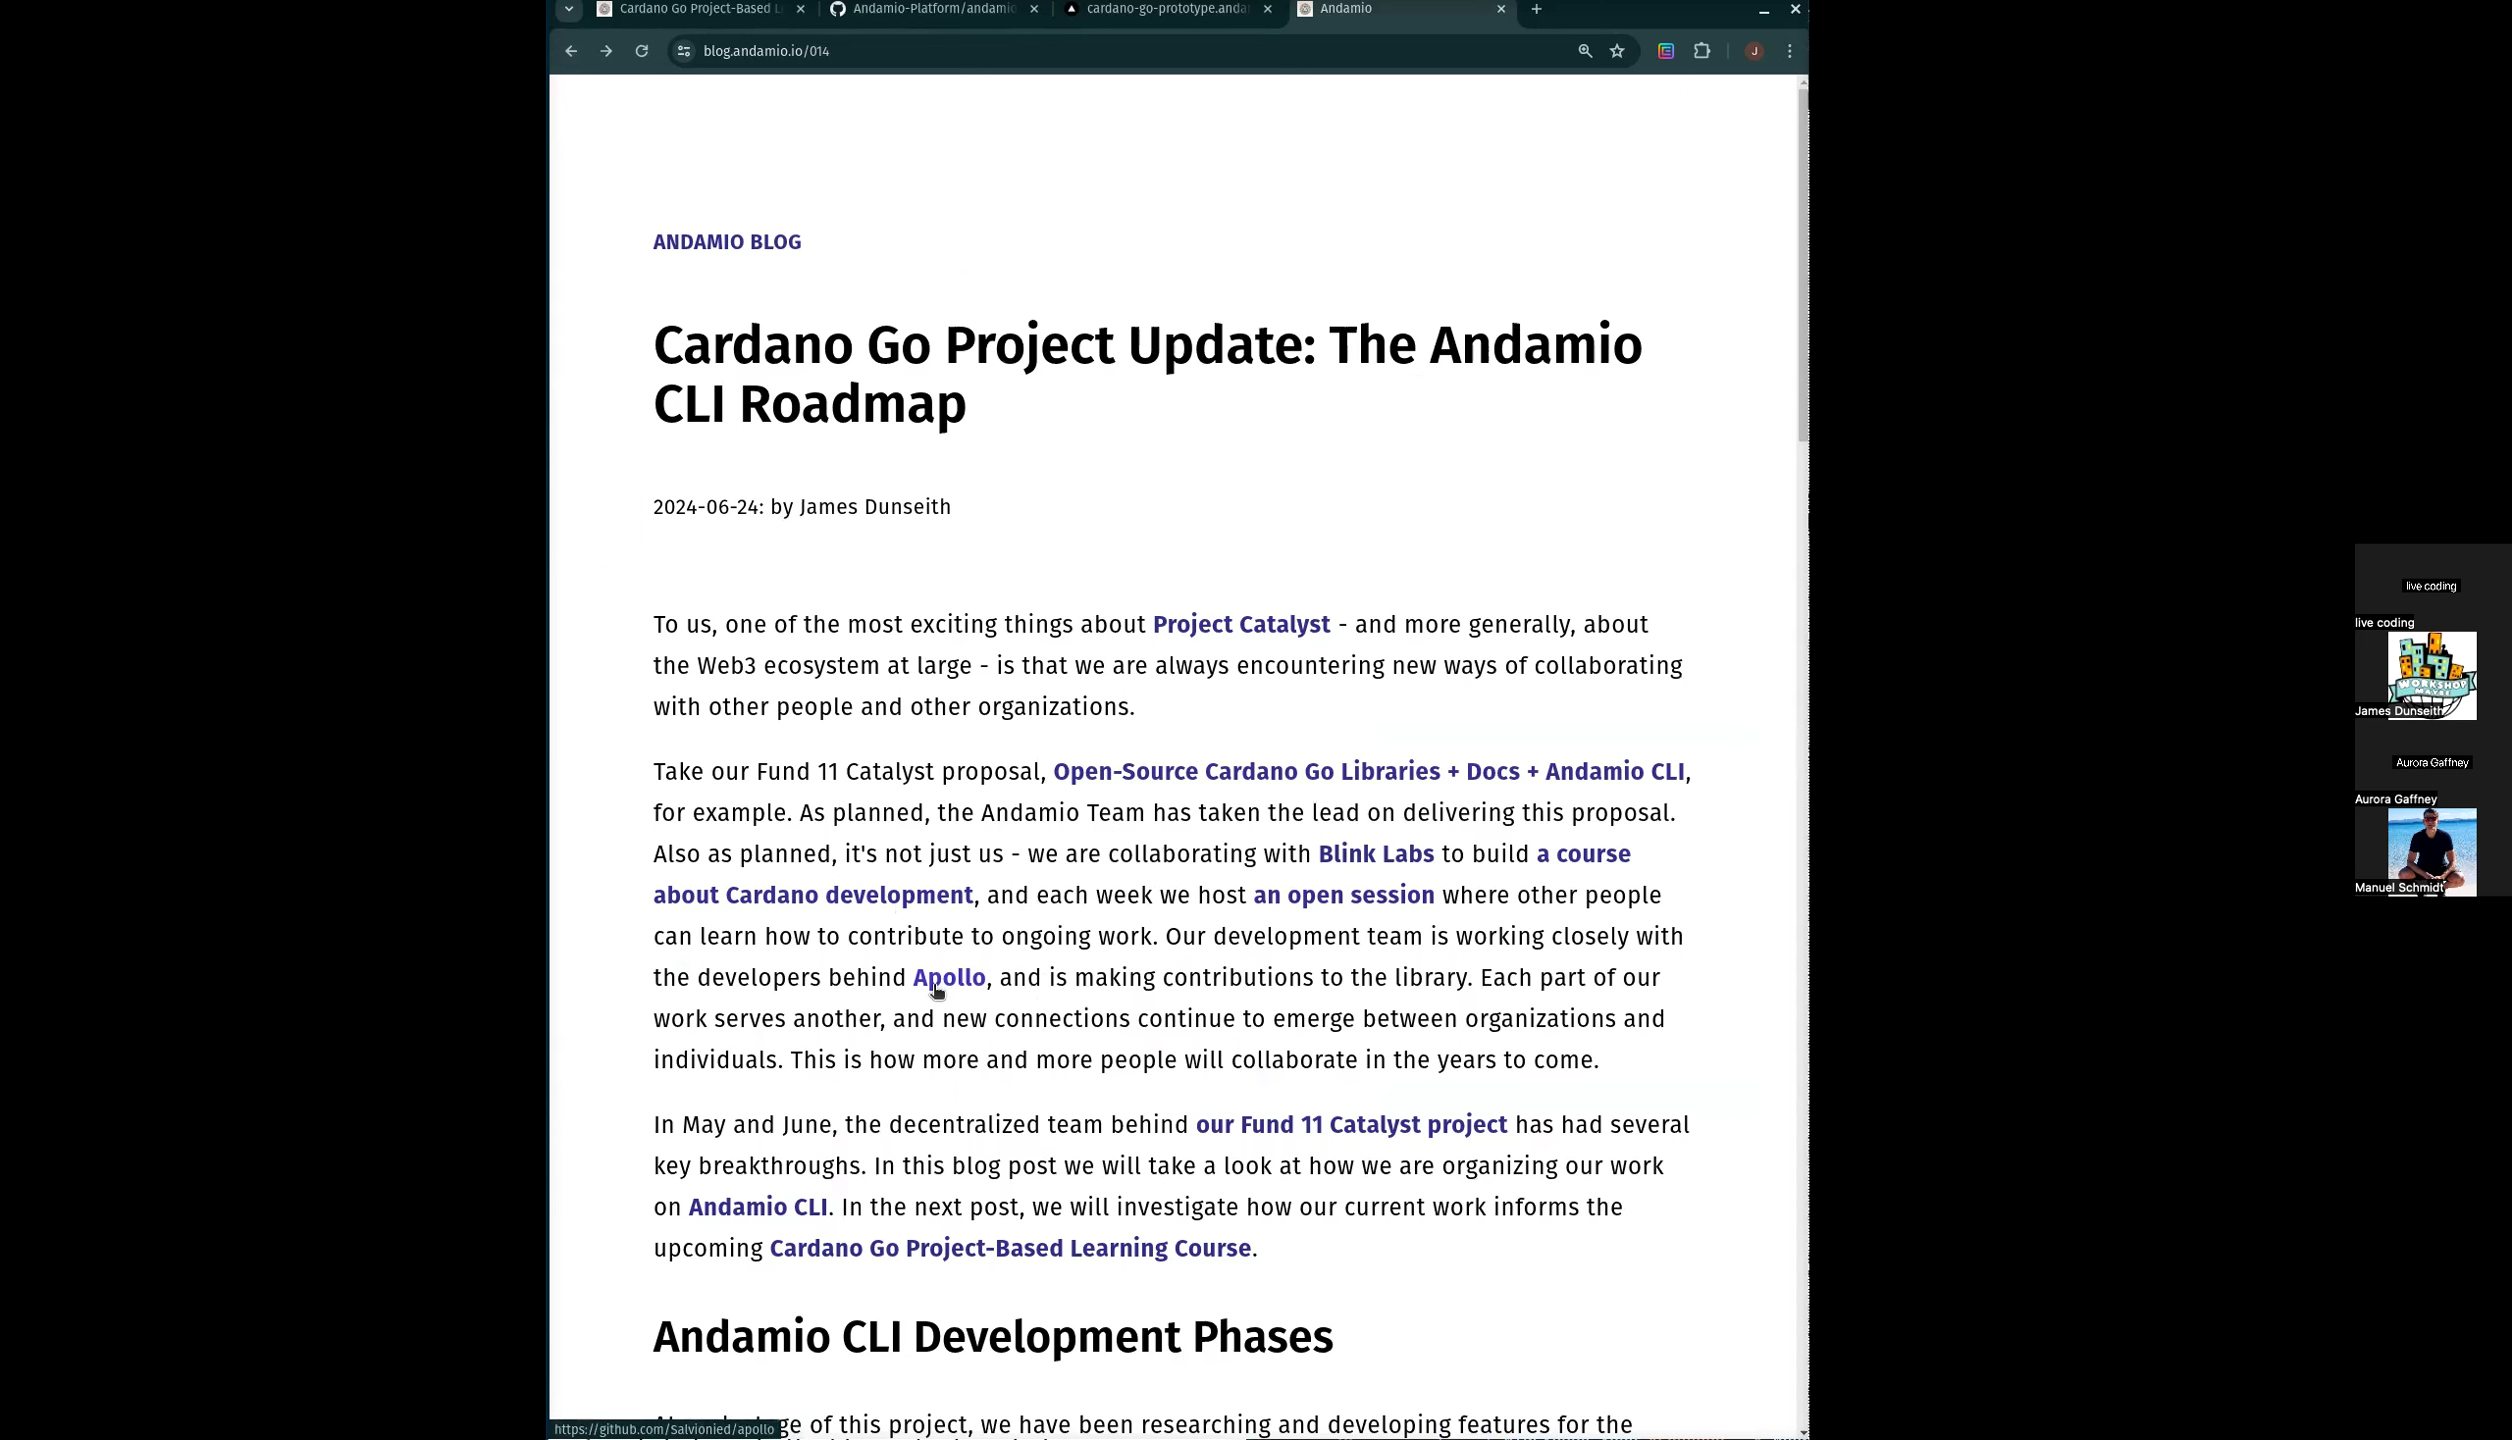 Cardano Go Project-Based L
Andamio-Platform/andamio
cardano-go-prototype.anda
Andamio
blog.andamio.io/014
J
ANDAMIO BLOG
Cardano Go Project Update: The Andamio
CLI Roadmap
2024-06-24: by James Dunseith
To us, one of the most exciting things about Project Catalyst - and more generally, about
the Web3 ecosystem at large - is that we are always encountering new ways of collaborating
with other people and other organizations.
Take our Fund 11 Catalyst proposal, Open-Source Cardano Go Libraries + Docs + Andamio CLI,
for example. As planned, the Andamio Team has taken the lead on delivering this proposal.
Also as planned, it's not just us - we are collaborating with Blink Labs to build a course
about Cardano development, and each week we host an open session where other people
can learn how to contribute to ongoing work. Our development team is working closely with
the developers behind Apollo, and is making contributions to the library. Each part of our
work serves another, and new connections continue to emerge between organizations and
individuals. This is how more and more people will collaborate in the years to come.
In May and June, the decentralized team behind our Fund 11 Catalyst project has had several
key breakthroughs. In this blog post we will take a look at how we are organizing our work
on Andamio CLI. In the next post, we will investigate how our current work informs the
upcoming Cardano Go Project-Based Learning Course.
Andamio CLI Development Phases
of this project, we have been researching and developing features for the
https://github.com/Salvionied/apollo
live coding
live coding
WORKSHOP
MAYBE
James Dunseith
Aurora Gaffney
Aurora Gaffney
Manuel Schmidt